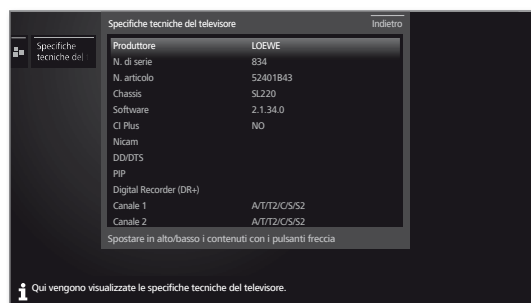 Specifiche tecniche del televisore
Indietro
Specifiche
tecniche del
Produttore LOEWE
N. di serie 834
N. articolo 52401B43
Chassis SL220
Software 2.1.34.0
CI Plus NO
Nicam
DD/DTS
PIP
Digital Recorder (DR+)
Canale 1 A/T/T2/C/S/S2
Canale 2 A/T/T2/C/S/S2
Spostare in alto/basso i contenuti con i pulsanti freccia
Qui vengono visualizzate le specifiche tecniche del televisore.